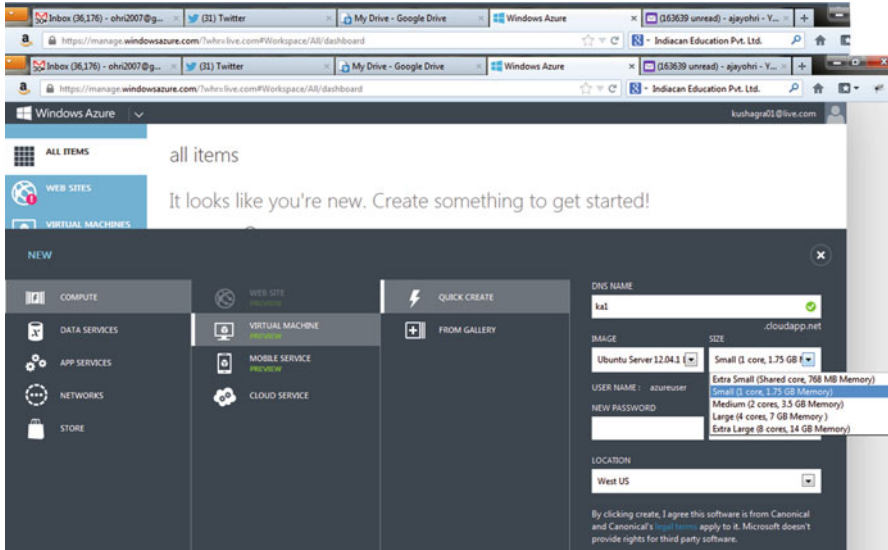 Inbox (36,176) - ohri2007@g...
(31) Twitter
My Drive - Google Drive
Windows Azure
(163639 unread) - ajayohri - Y...
https://manage.windowsazure.com/?whr=live.com#Workspace/All/dashboard
Indiacan Education Pvt. Ltd.
Inbox (36,176) - ohri2007@g...
(31) Twitter
My Drive - Google Drive
Windows Azure
(163639 unread) - ajayohri - Y...
https://manage.windowsazure.com/?whr=live.com#Workspace/All/dashboard
Indiacan Education Pvt. Ltd.
Windows Azure
kushagra01@live.com
ALL ITEMS
WEB SITES
VIRTUAL MACHINES
all items
It looks like you're new. Create something to get started!
NEW
COMPUTE
DATA SERVICES
APP SERVICES
NETWORKS
STORE
WEB SITE
PREVIEW
VIRTUAL MACHINE
PREVIEW
MOBILE SERVICE
PREVIEW
CLOUD SERVICE
QUICK CREATE
FROM GALLERY
DNS NAME
ka1
.cloudapp.net
IMAGE
SIZE
Ubuntu Server 12.04.1
Small (1 core, 1.75 GB
Extra Small (Shared core, 768 MB Memory)
Small (1 core, 1.75 GB Memory)
Medium (2 cores, 3.5 GB Memory)
Large (4 cores, 7 GB Memory )
Extra Large (8 cores, 14 GB Memory)
USER NAME : azureuser
NEW PASSWORD
LOCATION
West US
By clicking create, I agree this software is from Canonical
and Canonical's legal terms apply to it. Microsoft doesn't
provide rights for third party software.